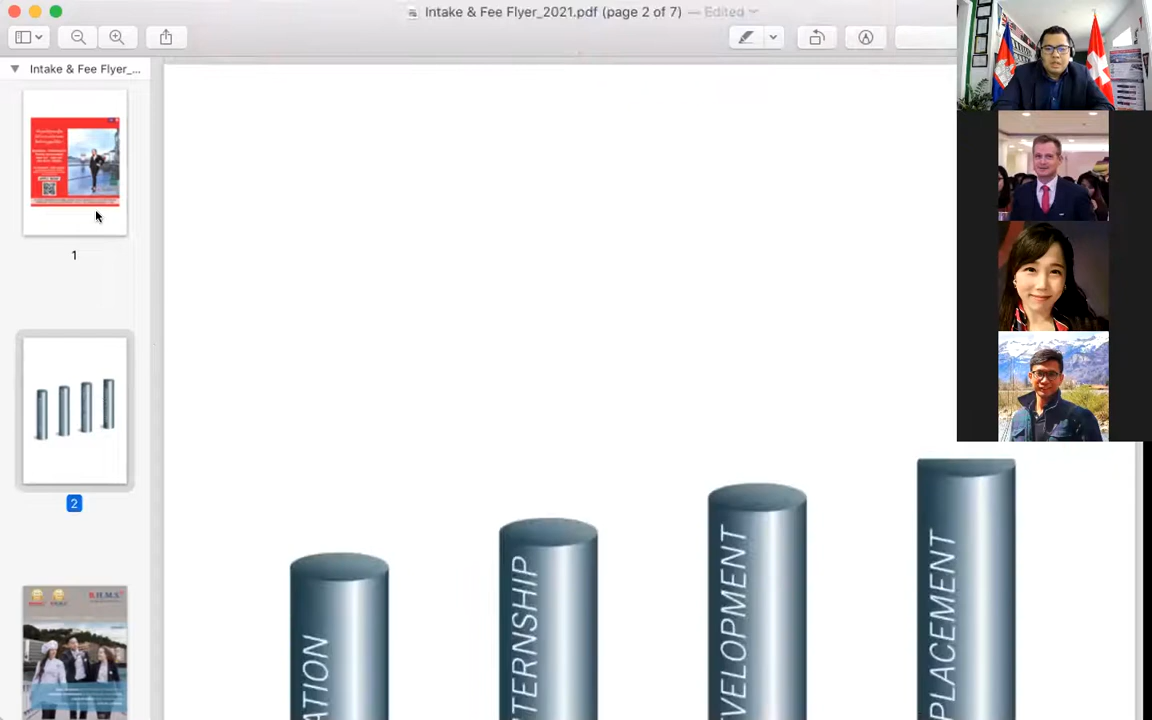 Intake & Fee Flyer_2021.pdf (page 2 of 7) — Edited
Intake & Fee Flyer_...
1
2
B.H.M.S.
ATION
TERNSHIP
VELOPMENT
PLACEMENT